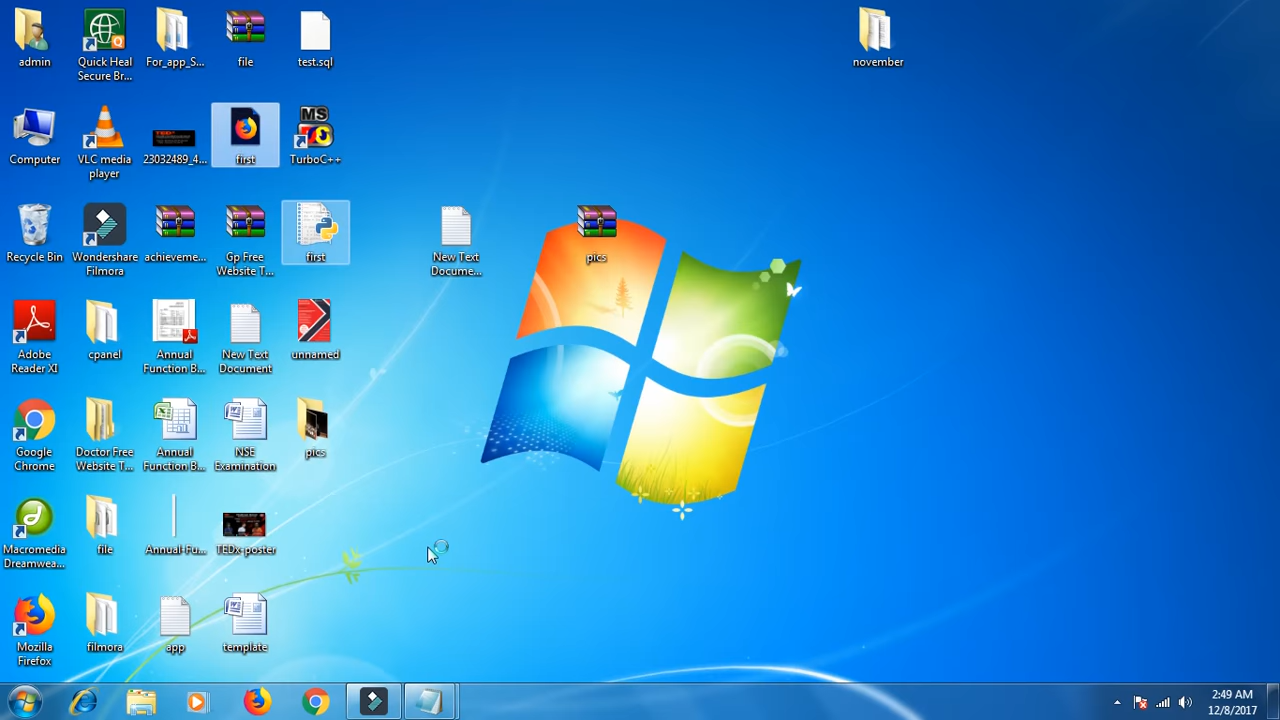 admin
Quick Heal
Secure Br...
For_app_S...
file
test.sql
november
Computer
VLC media
player
TEDx
23032489_4...
first
MS
TurboC++
Recycle Bin
Wondershare
Filmora
achieveme...
Gp Free
Website T...
first
New Text
Docume...
pics
Adobe
Reader XI
cpanel
Annual
Function B...
New Text
Document
unnamed
Google
Chrome
Doctor Free
Website T...
Annual
Function B...
NSE
Examination
pics
Macromedia
Dreamwea...
file
Annual-Fu...
TEDx-poster
Mozilla
Firefox
filmora
app
template
2:49 AM
12/8/2017